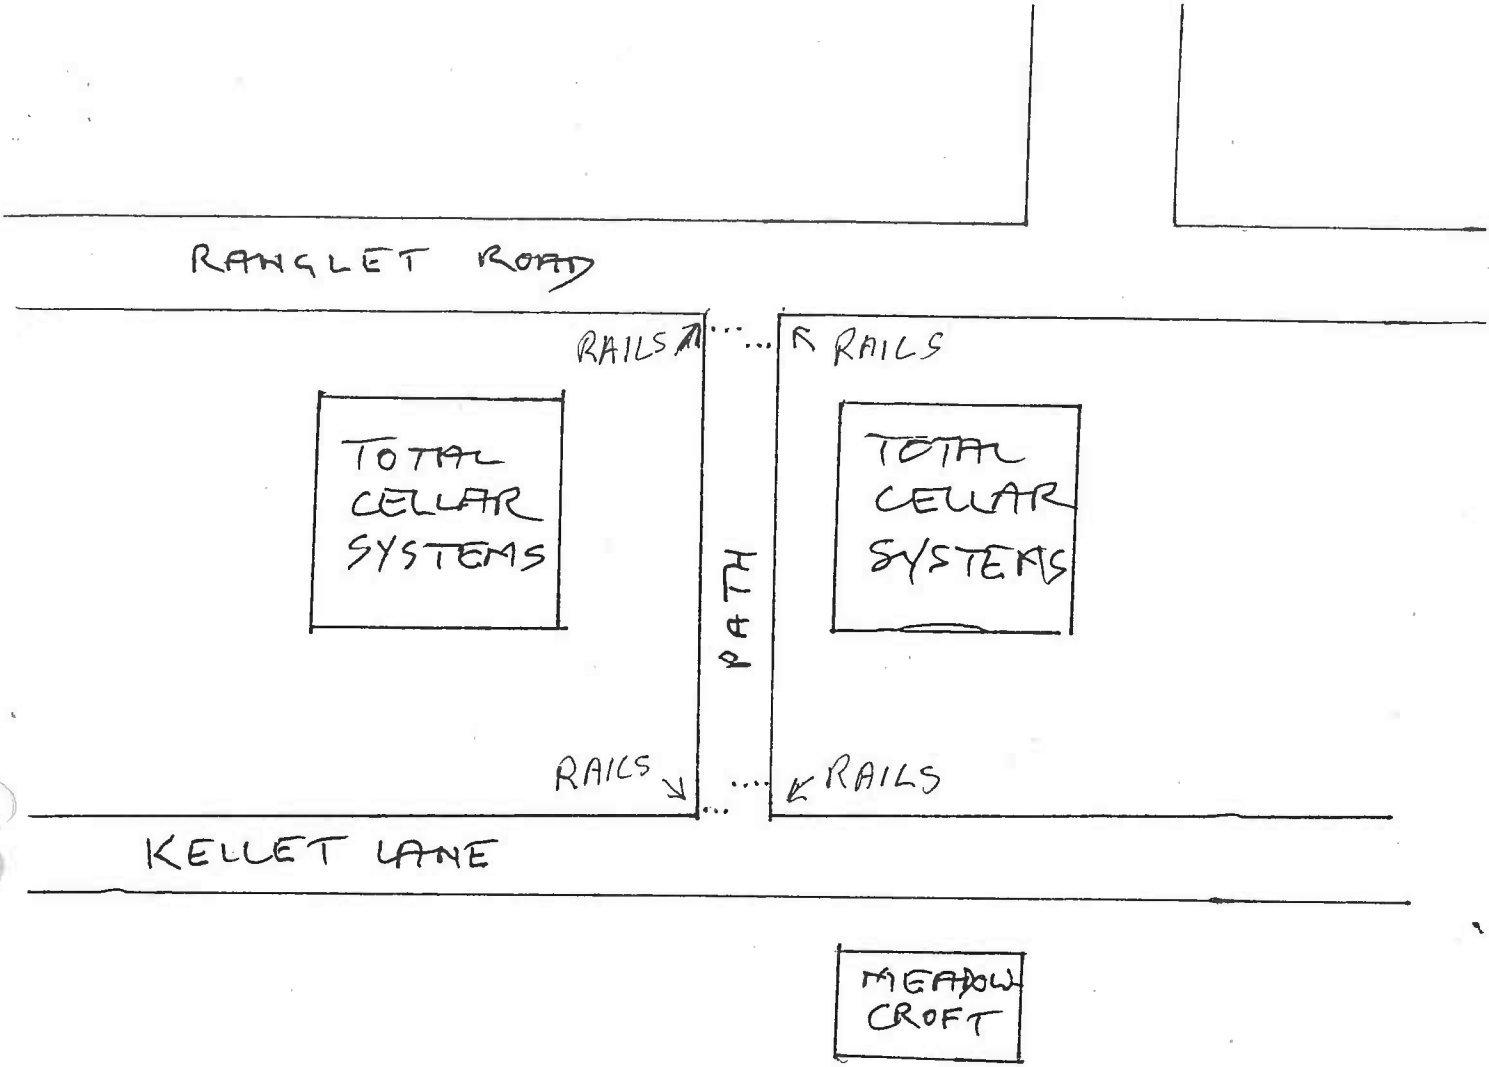 RANGLET ROAD
RAILS
RAILS
TOTAL
CELLAR
SYSTEMS
TOTAL
CELLAR
SYSTEMS
PATH
RAILS
RAILS
KELLET LANE
MEADOW
CROFT